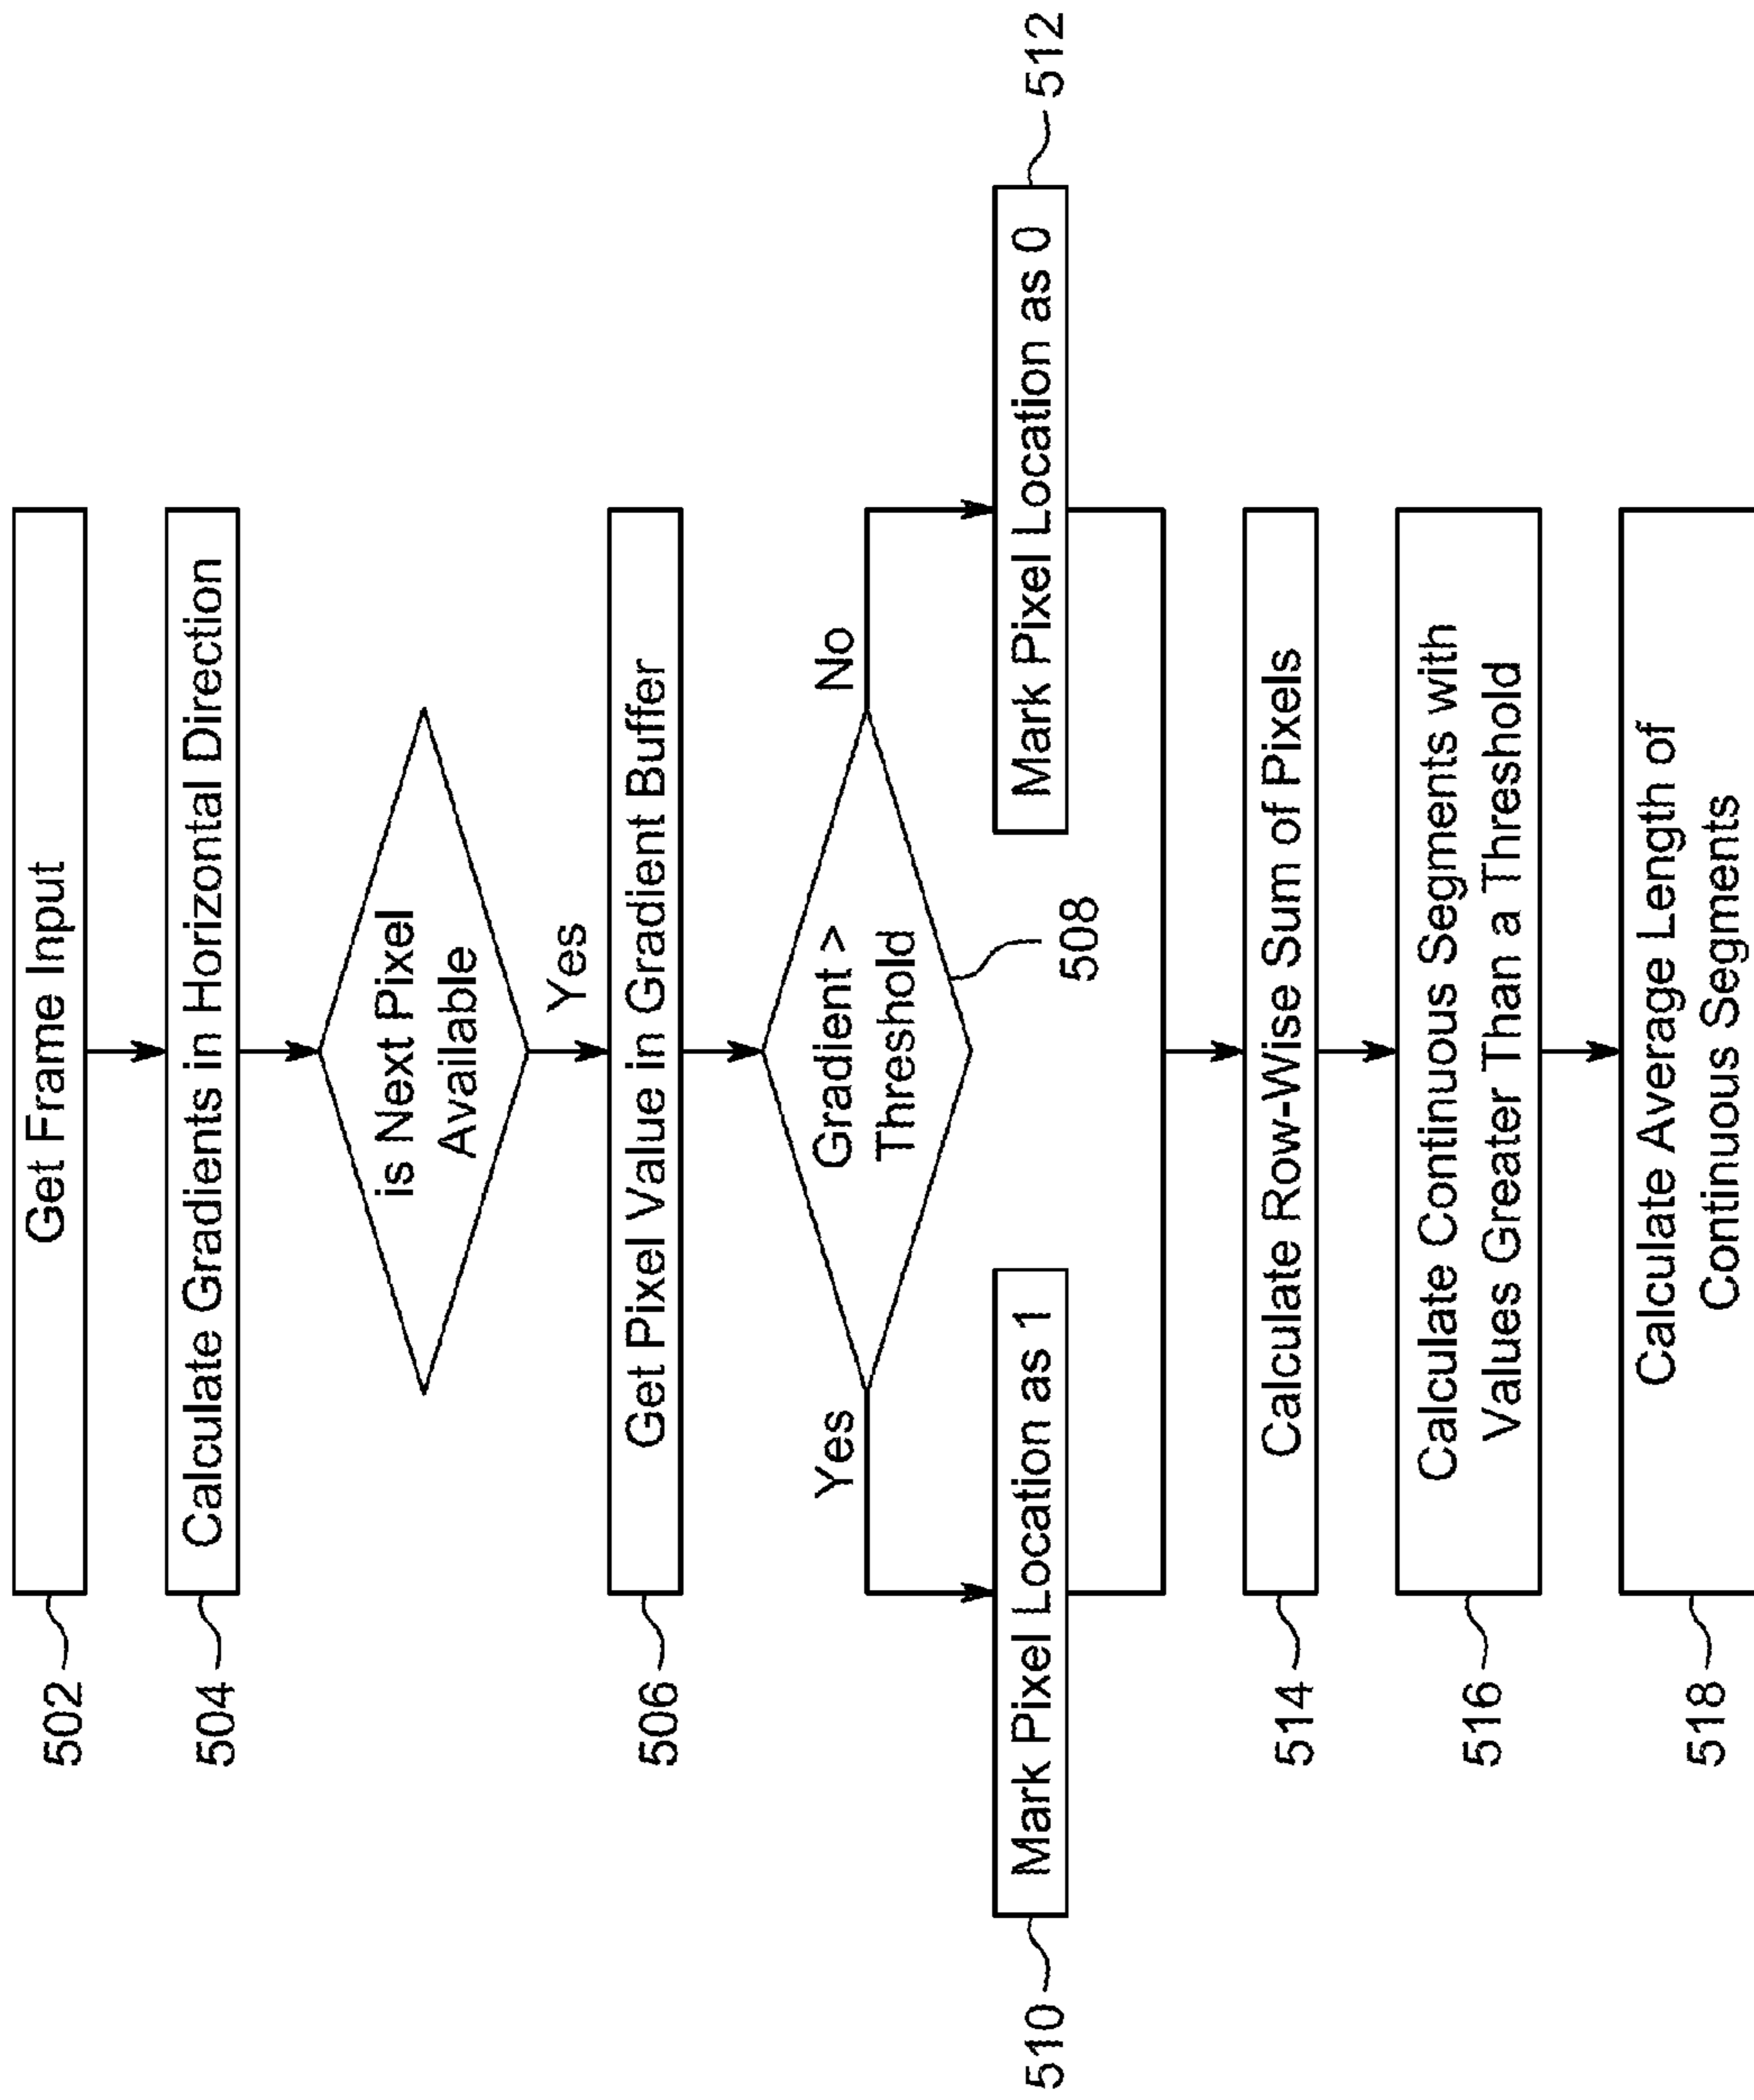 502
Get Frame Input
504
Calculate Gradients in Horizontal Direction
is Next Pixel
Available
Yes
506
Get Pixel Value in Gradient Buffer
Gradient >
Threshold
508
Yes
No
510
Mark Pixel Location as 1
Mark Pixel Location as 0
512
514
Calculate Row-Wise Sum of Pixels
516
Calculate Continuous Segments with
Values Greater Than a Threshold
518
Calculate Average Length of
Continuous Segments